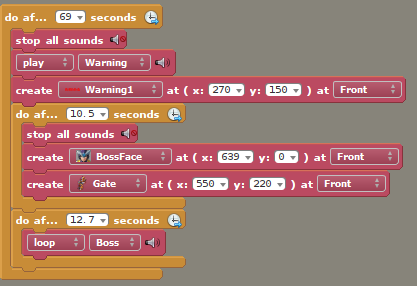 do af... 69 seconds
stop all sounds
play Warning
create Warning1 at ( x: 270 y: 150 ) at Front
do af... 10.5 seconds
stop all sounds
create BossFace at ( x: 639 y: 0 ) at Front
create Gate at ( x: 550 y: 220 ) at Front
do af... 12.7 seconds
loop Boss